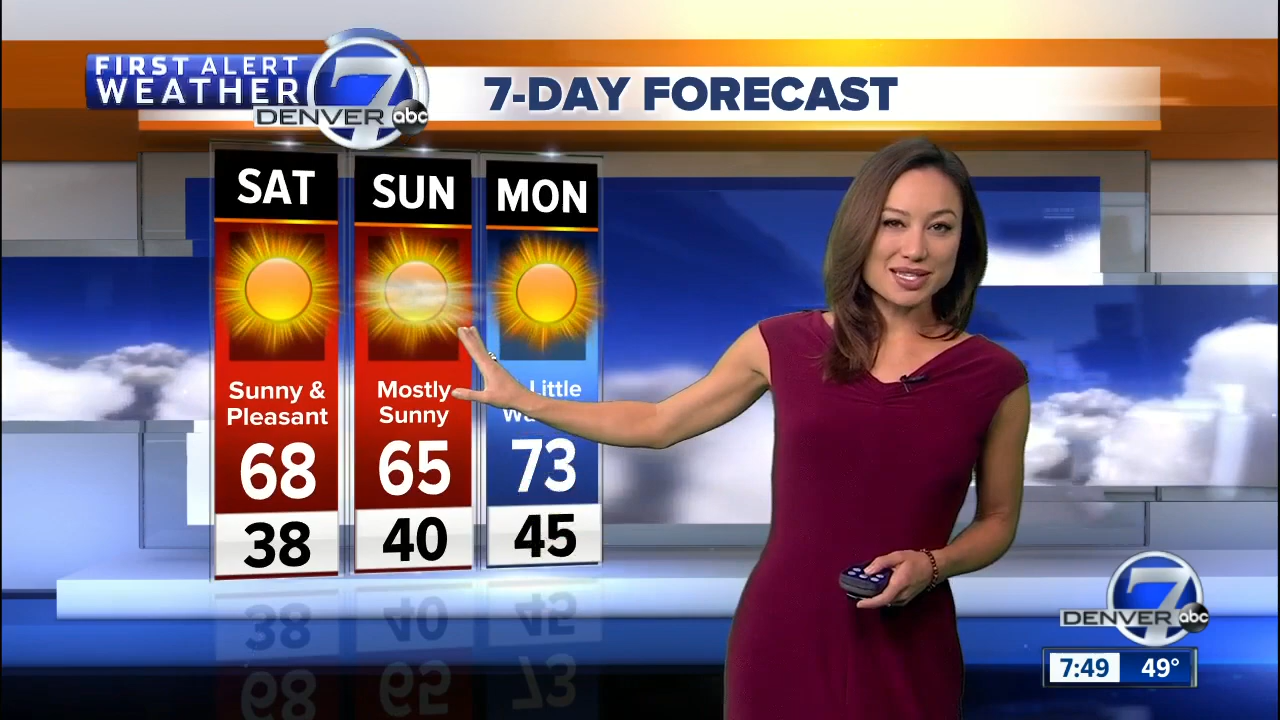 FIRST ALERT
WEATHER
7
DENVER abc
7-DAY FORECAST
SAT
SUN
MON
Sunny &
Pleasant
Mostly
Sunny
Little
68
65
73
38
40
45
7
DENVER abc
7:49 49°